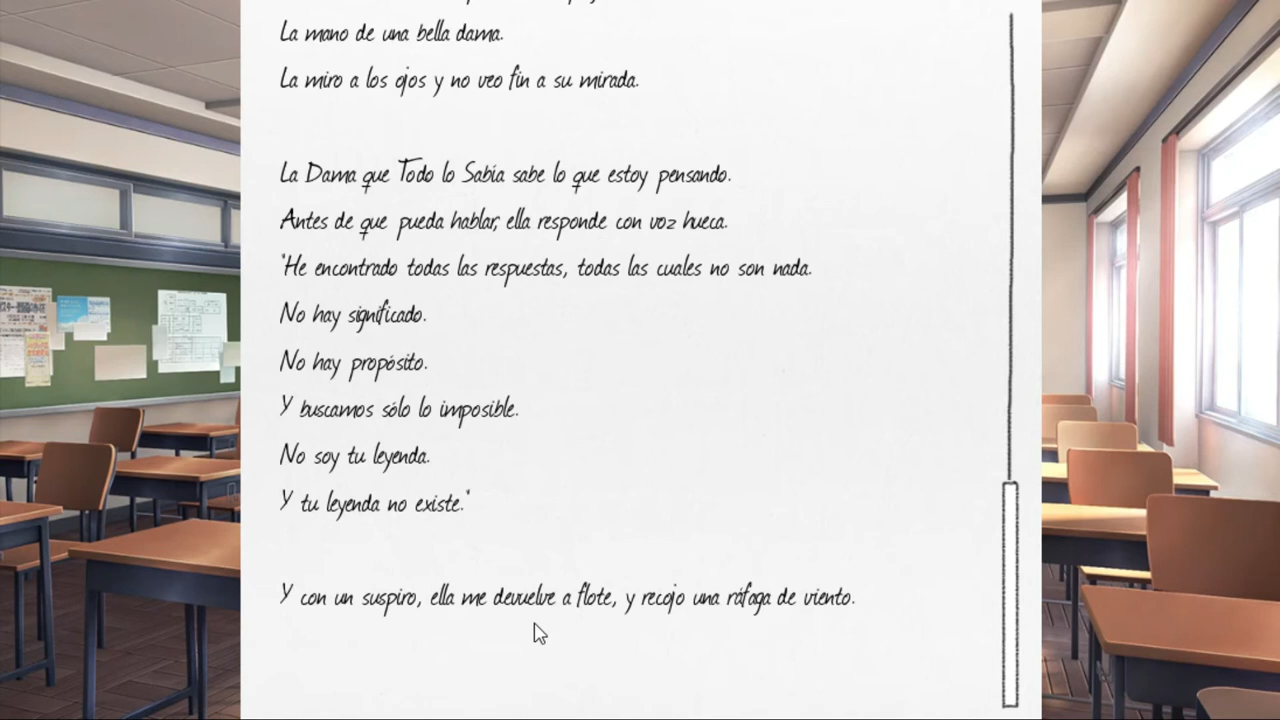 La mano de una bella dama.
La miro a los ojos y no veo fin a su mirada.
La Dama que Todo lo Sabía sabe lo que estoy pensando.
Antes de que pueda hablar, ella responde con voz hueca.
"He encontrado todas las respuestas, todas las cuales no son nada.
No hay significado.
No hay propósito.
Y buscamos sólo lo imposible.
No soy tu leyenda.
Y tu leyenda no existe."
Y con un suspiro, ella me devuelve a flote, y recojo una ráfaga de viento.